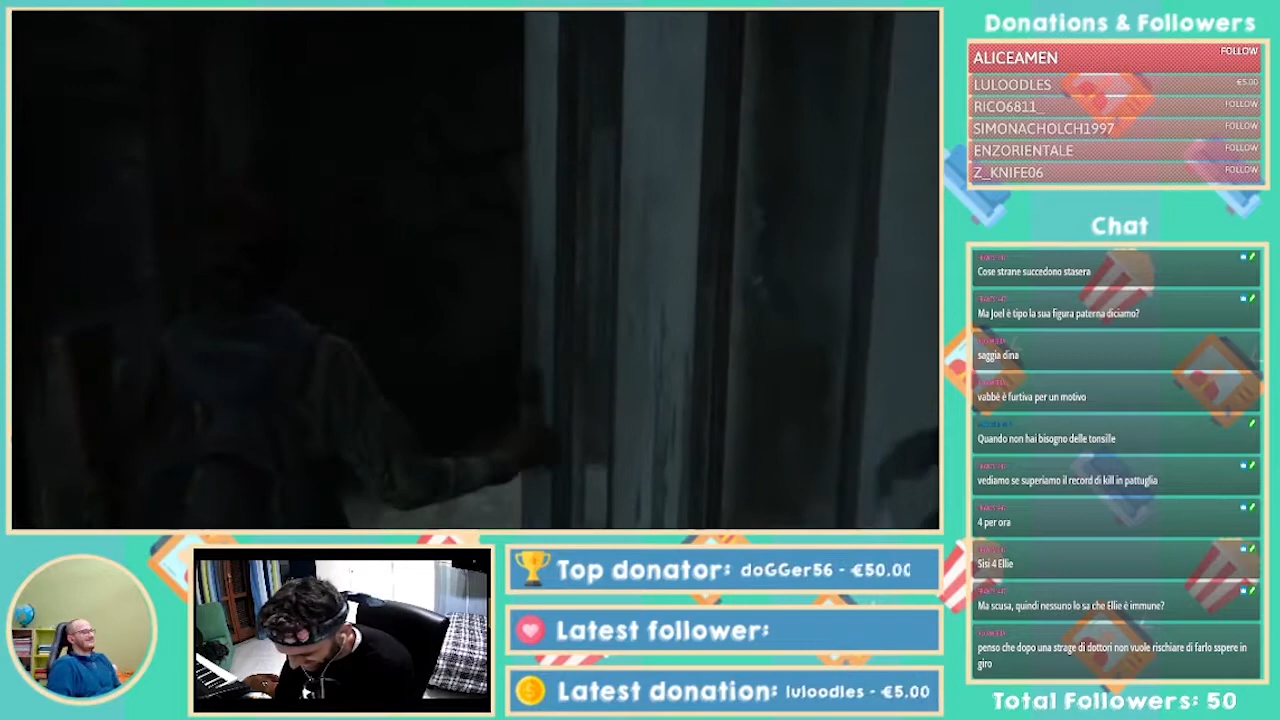 Donations & Followers
ALICEAMEN FOLLOW
LULOODLES €5.00
RICO6811_ FOLLOW
SIMONACHOLCH1997 FOLLOW
ENZORIENTALE FOLLOW
Z_KNIFE06 FOLLOW
Chat
Cose strane succedono stasera
Ma Joel è tipo la sua figura paterna diciamo?
saggia dina
vabbè è furtiva per un motivo
Quando non hai bisogno delle tonsille
vediamo se superiamo il record di kill in pattuglia
4 per ora
Sisi 4 Ellie
Ma scusa, quindi nessuno lo sa che Ellie è immune?
penso che dopo una strage di dottori non vuole rischiare di farlo sspere in
giro
Total Followers: 50
Top donator: doGGer56 - €50.00
Latest follower:
Latest donation: luloodles - €5.00